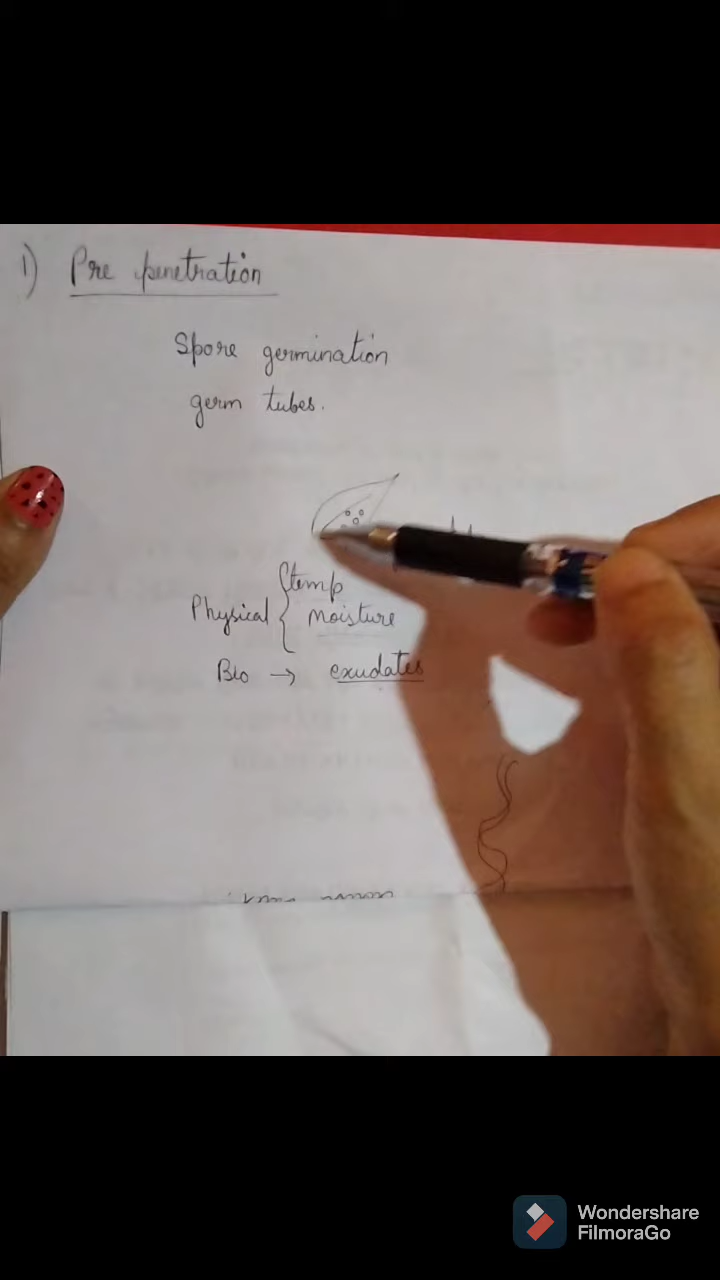 1) Pre penetration
Spore germination
germ tubes.
temp
Physical { moisture
Bio → exudates
Wondershare
FilmoraGo